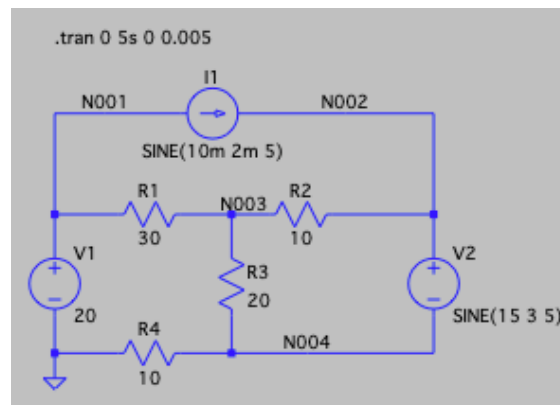 .tran 0 5s 0 0.005
I1
N001
N002
SINE(10m 2m 5)
R1
N003
R2
30
10
V1
R3
V2
20
20
SINE(15 3 5)
R4
N004
10